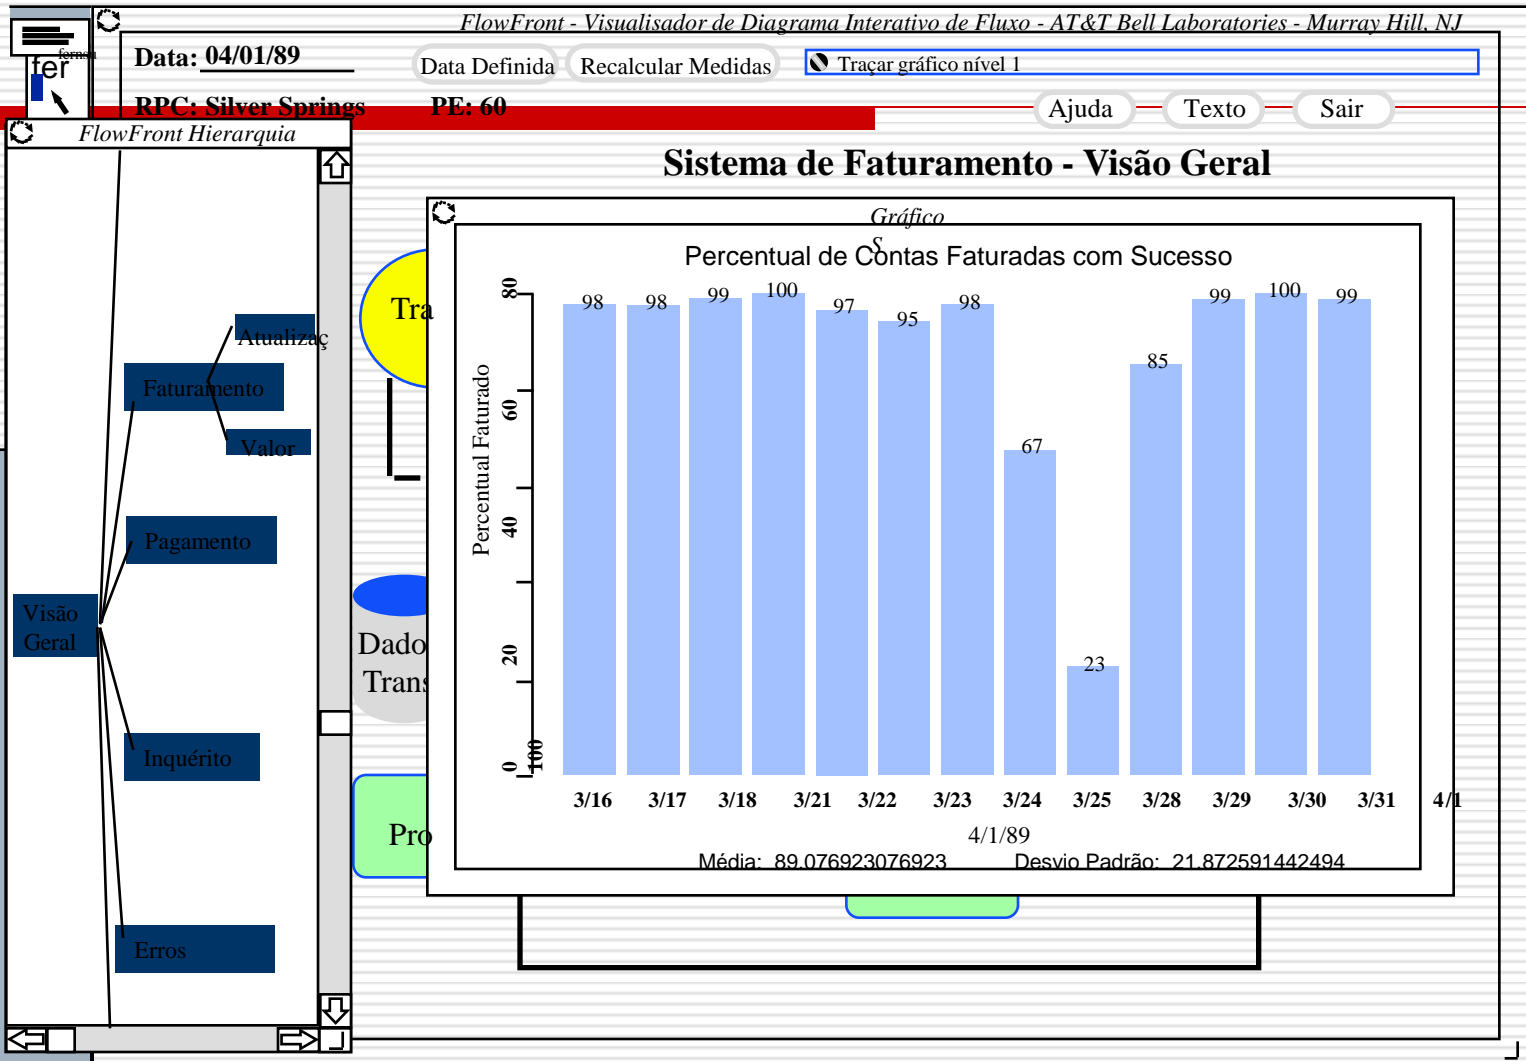 FlowFront - Visualisador de Diagrama Interativo de Fluxo - AT&T Bell Laboratories - Murray Hill, NJ
fernsu
fer
Data: 04/01/89
Data Definida
Recalcular Medidas
Traçar gráfico nível 1
RPC: Silver Springs
PE: 60
Ajuda
Texto
Sair
FlowFront Hierarquia
Sistema de Faturamento - Visão Geral
Atualizaç
Faturamento
Valor
Pagamento
Visão
Geral
Inquérito
Erros
Tra
Dado
Trans
Pro
Gráfico
S
Percentual de Contas Faturadas com Sucesso
Percentual Faturado
80
60
40
20
0
100
98 98 99 100 97 95 98 67 23 85 99 100 99
3/16 3/17 3/18 3/21 3/22 3/23 3/24 3/25 3/28 3/29 3/30 3/31 4/1
4/1/89
Média: 89.076923076923 Desvio Padrão: 21.872591442494